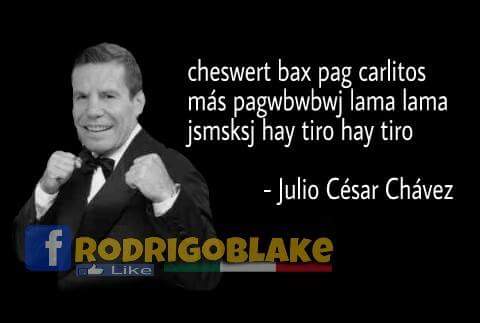 cheswert bax pag carlitos
más pagwbwbwj lama lama
jsmsksj hay tiro hay tiro
- Julio César Chávez
f RODRIGOBLAKE
Like